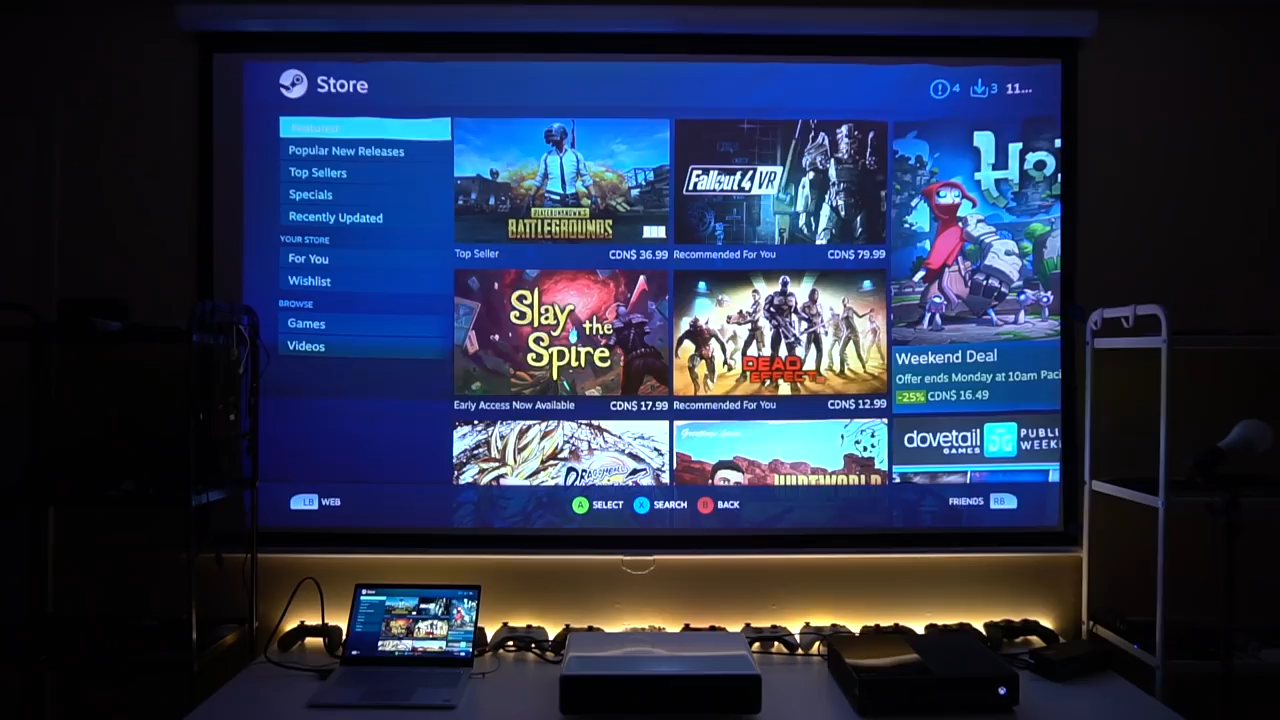 Store
4
3
11...
Featured
Popular New Releases
Top Sellers
Specials
Recently Updated
YOUR STORE
For You
Wishlist
BROWSE
Games
Videos
PLAYERUNKNOWN'S
BATTLEGROUNDS
Top Seller CDN$ 36.99
Fallout 4 VR
Recommended For You CDN$ 79.99
Slay the Spire
Early Access Now Available CDN$ 17.99
DEAD EFFECT
Recommended For You CDN$ 12.99
Weekend Deal
Offer ends Monday at 10am Paci
-25% CDN$ 16.49
DRAGONBALL
Greetings from
HURTWORLD
dovetail GAMES
PUBLI
WEEK
LB WEB
A SELECT X SEARCH B BACK
FRIENDS RB